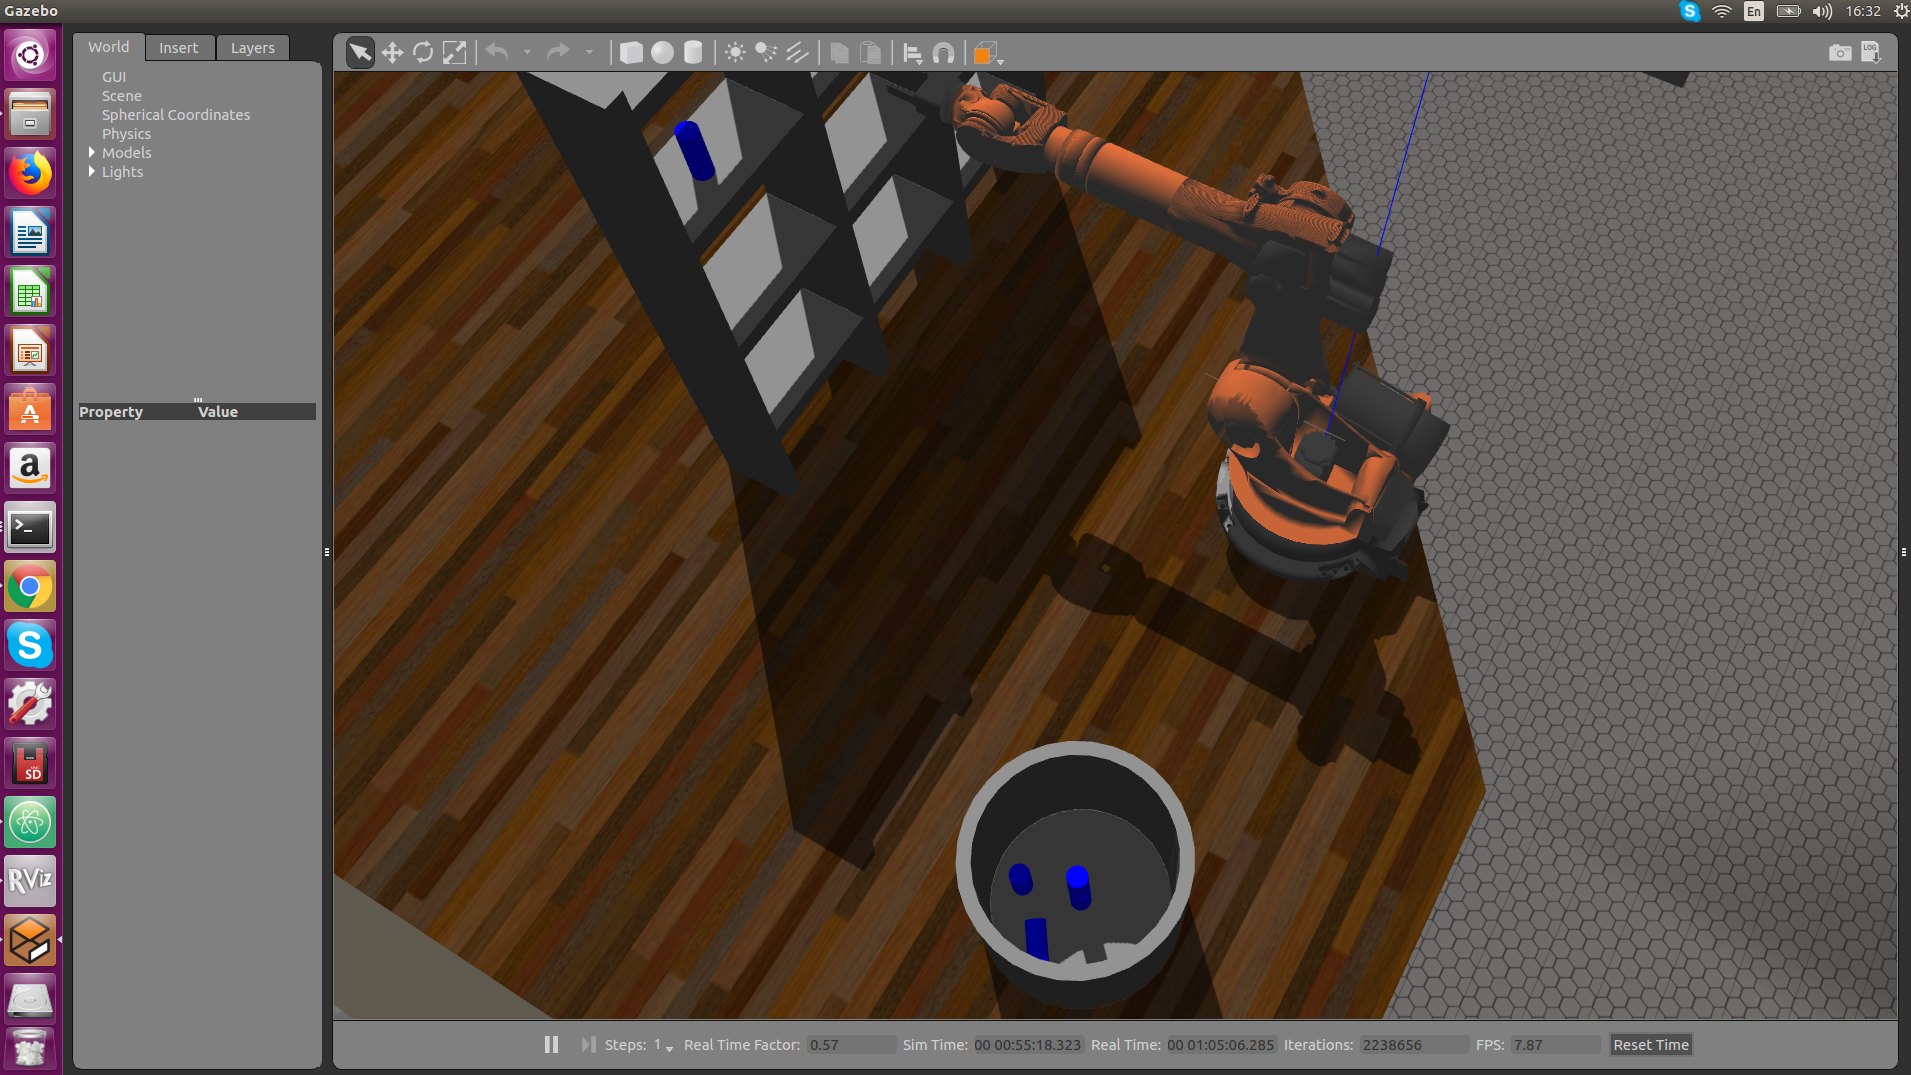 Gazebo
En
16:32
World
Insert
Layers
LOG
GUI
Scene
Spherical Coordinates
Physics
Models
Lights
Property Value
a
>_
S
SD
RViz
Steps: 1
Real Time Factor: 0.57
Sim Time: 00 00:55:18.323
Real Time: 00 01:05:06.285
Iterations: 2238656
FPS: 7.87
Reset Time